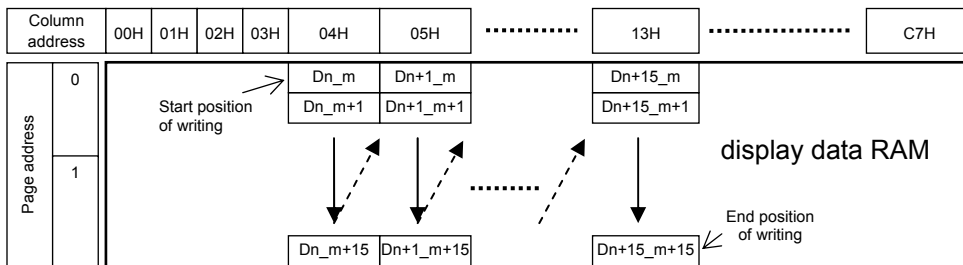 Column address 00H 01H 02H 03H 04H 05H 13H C7H
Page address
0
1
Start position of writing
Dn_m Dn+1_m Dn+15_m
Dn_m+1 Dn+1_m+1 Dn+15_m+1
display data RAM
Dn_m+15 Dn+1_m+15 Dn+15_m+15
End position of writing